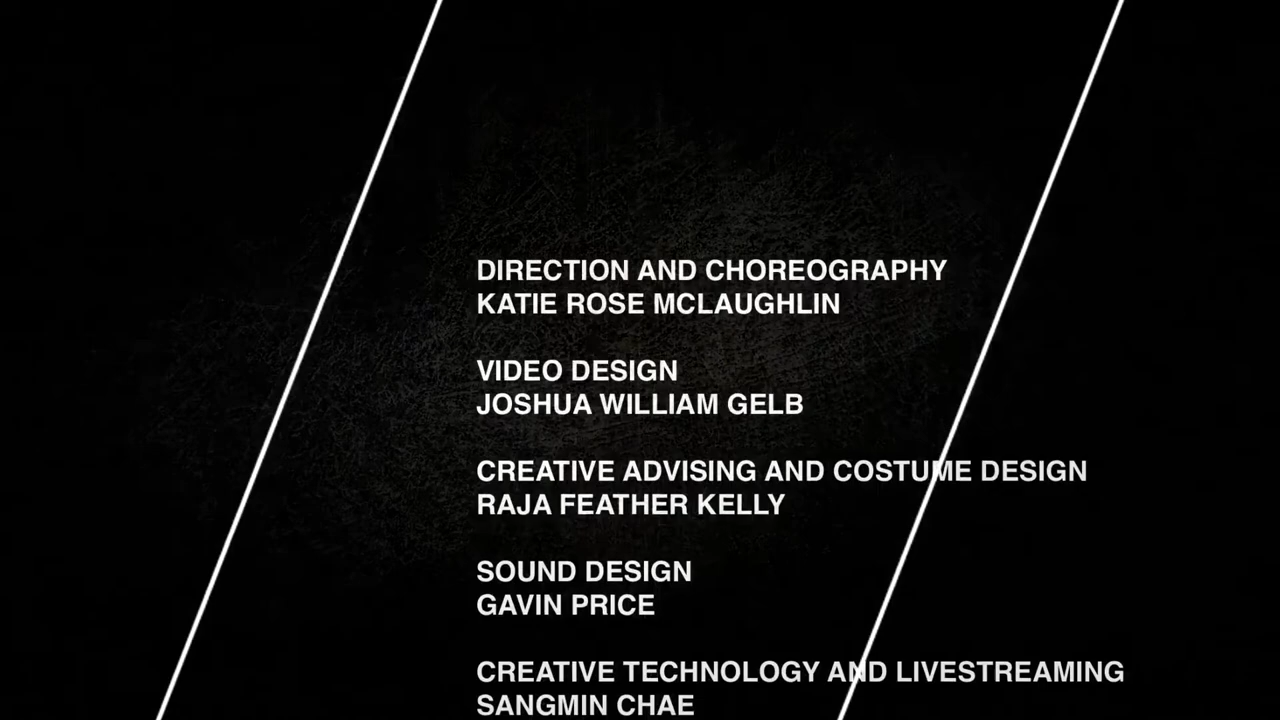 DIRECTION AND CHOREOGRAPHY
KATIE ROSE MCLAUGHLIN
VIDEO DESIGN
JOSHUA WILLIAM GELB
CREATIVE ADVISING AND COSTUME DESIGN
RAJA FEATHER KELLY
SOUND DESIGN
GAVIN PRICE
CREATIVE TECHNOLOGY AND LIVESTREAMING
SANGMIN CHAE